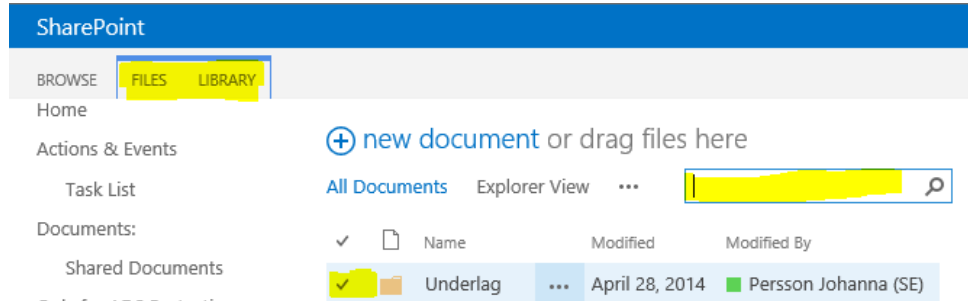 SharePoint
BROWSE FILES LIBRARY
Home
Actions & Events
Task List
Documents:
Shared Documents
new document or drag files here
All Documents Explorer View ...
Name Modified Modified By
Underlag ... April 28, 2014 Persson Johanna (SE)